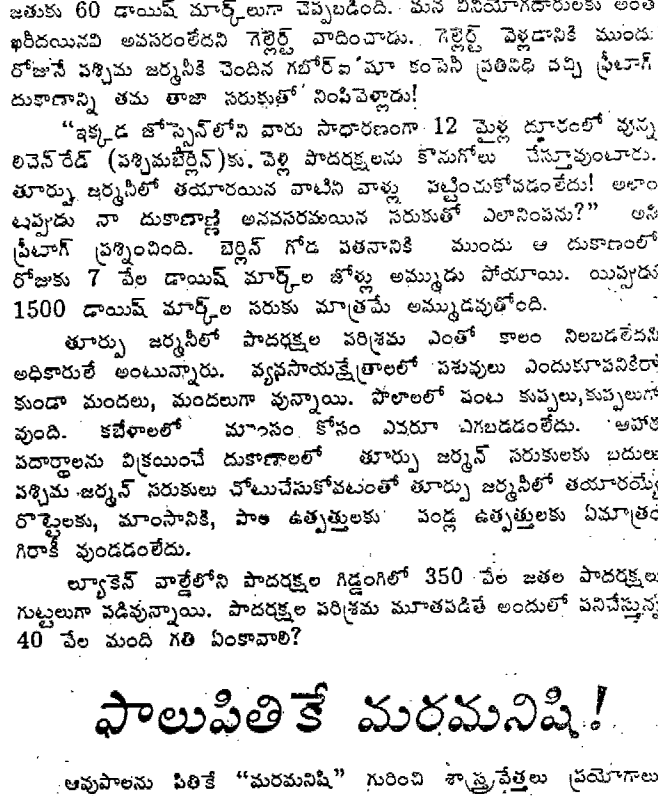 జతుకు 60 డాయిష్ మార్క్‌లుగా చెప్పబడింది. మన వినియోగదారులకు అంత
ఖరీదయినవి అవసరంలేదని గెల్లెర్ట్ వాదించాడు. గెల్లెర్ట్ వెళ్లడానికి ముందు
రోజునే పశ్చిమ జర్మనీకి చెందిన గబోర్ షూ కంపెనీ ప్రతినిధి వచ్చి ఫ్రీటాగ్
దుకాణాన్ని తమ తాజా సరుకుతో నింపివెళ్లాడు!
“ఇక్కడ జోస్సెన్‌లోని వారు సాధారణంగా 12 మైళ్ల దూరంలో వున్న
లిచెన్‌రేడ్ (పశ్చిమబెర్లిన్)కు. వెళ్లి పాదరక్షలను కొనుగోలు చేస్తూవుంటారు.
తూర్పు జర్మనీలో తయారయిన వాటిని వాళ్లు పట్టించుకోవడంలేదు! అలాం
టప్పుడు నా దుకాణాణ్ణి అనవసరమయిన సరుకుతో ఎలానింపను?” అని
ఫ్రీటాగ్ ప్రశ్నించింది. బెర్లిన్ గోడ పతనానికి ముందు ఆ దుకాణంలో
రోజుకు 7 వేల డాయిష్ మార్క్‌ల జోళ్లు అమ్ముడు పోయాయి. యిప్పుడు
1500 డాయిష్ మార్క్‌ల సరుకు మాత్రమే అమ్ముడవుతోంది.
తూర్పు జర్మనీలో పాదరక్షల పరిశ్రమ ఎంతో కాలం నిలబడలేదని
అధికారులే అంటున్నారు. వ్యవసాయక్షేత్రాలలో పశువులు ఎందుకూపనికిరా
కుండా మందలు, మందలుగా వున్నాయి. పొలాలలో పంట కుప్పలు,కుప్పలుగా
వుంది. కబేళాలలో మాంసం కోసం ఎవరూ ఎగబడడంలేదు. ఆహార
పదార్థాలను విక్రయించే దుకాణాలలో తూర్పు జర్మన్ సరుకులకు బదులు
పశ్చిమ జర్మన్ సరుకులు చోటుచేసుకోవటంతో తూర్పు జర్మనీలో తయారయ్యే
రొట్టెలకు, మాంసానికి, పాల ఉత్పత్తులకు పండ్ల ఉత్పత్తులకు ఏమాత్రం
గిరాకీ వుండడంలేదు.
ల్యూకెన్ వాల్డేలోని పాదరక్షల గిడ్డంగిలో 350 వేల జతల పాదరక్షలు
గుట్టలుగా పడివున్నాయి. పాదరక్షల పరిశ్రమ మూతపడితే అందులో పనిచేస్తున్న
40 వేల మంది గతి ఏంకావాలి?
పాలుపితికే మరమనిషి!
ఆవుపాలను పితికే “మరమనిషి” గురించి శాస్త్రవేత్తలు ప్రయోగాలు